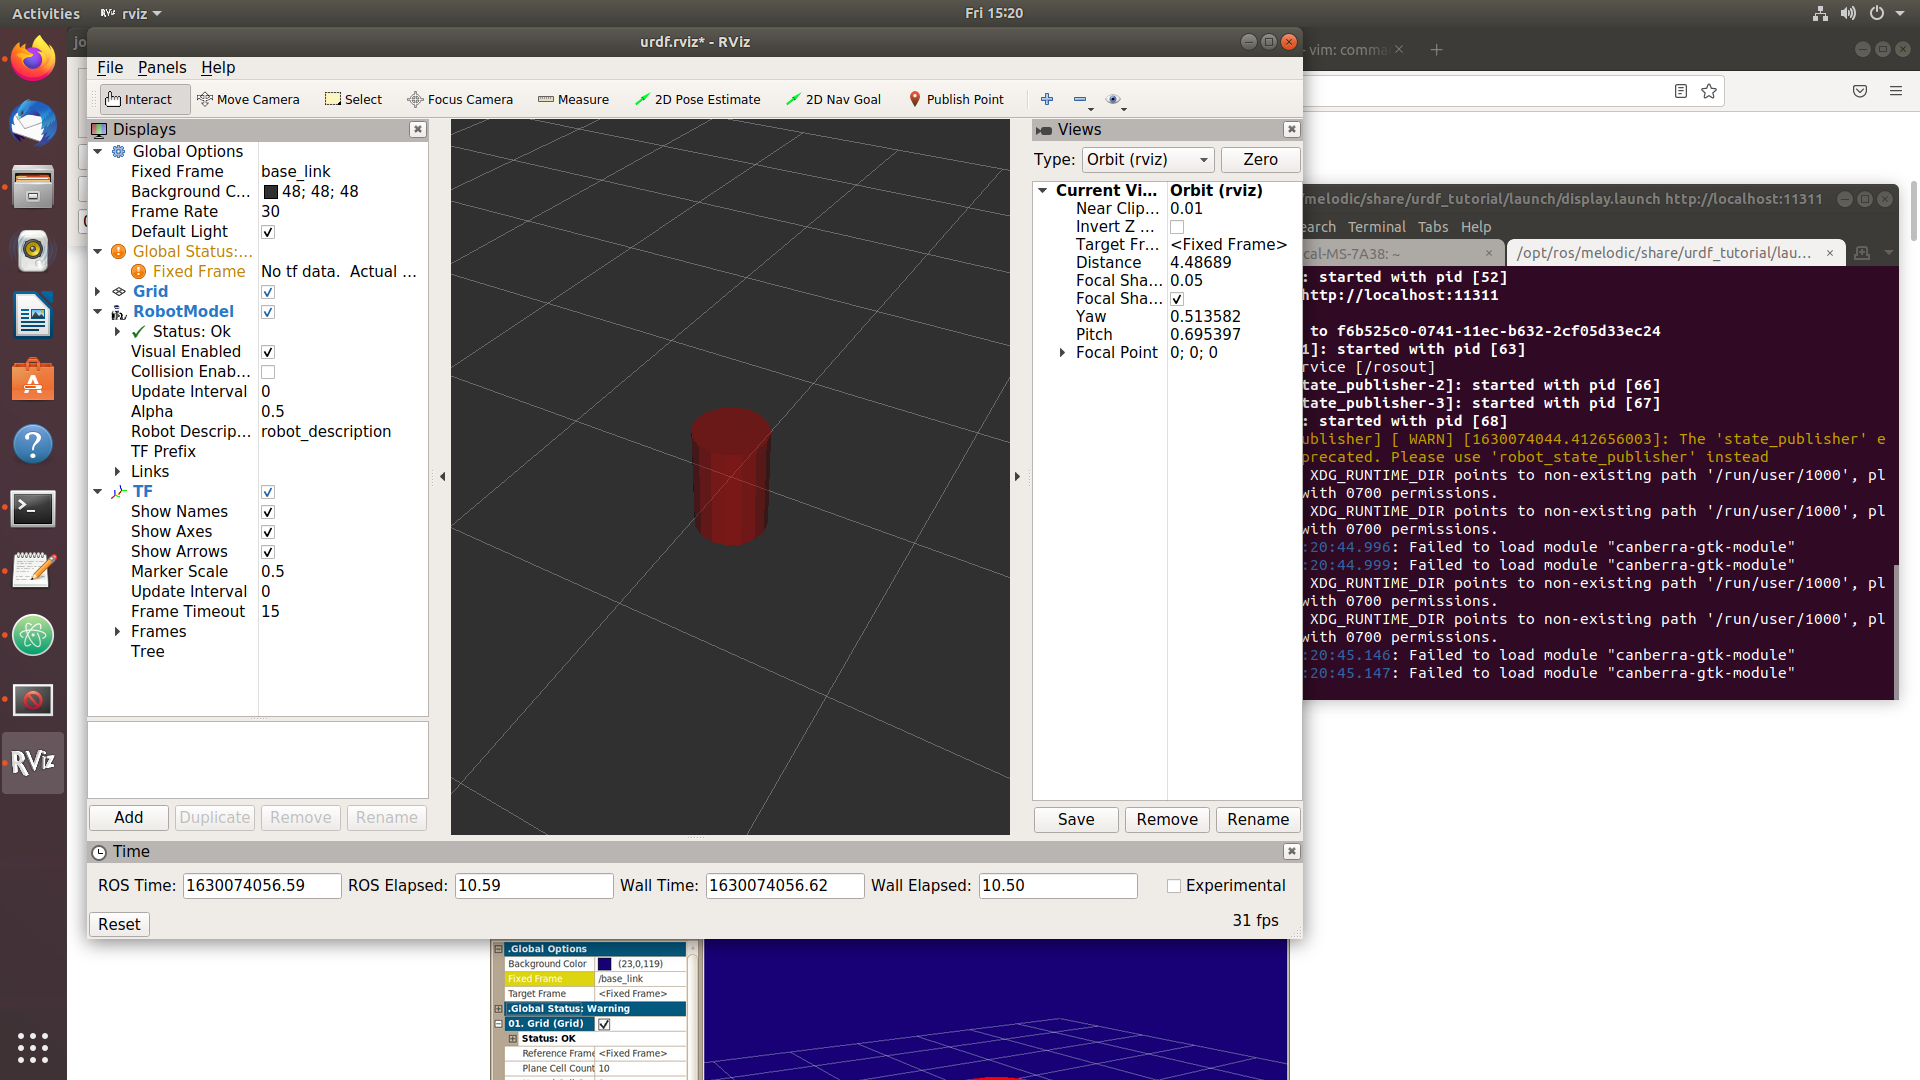 Activities
rviz
Fri 15:20
urdf.rviz* - RViz
vim: comma
File Panels Help
Interact Move Camera Select Focus Camera Measure 2D Pose Estimate 2D Nav Goal Publish Point
Displays
Global Options
Fixed Frame base_link
Background C... 48; 48; 48
Frame Rate 30
Default Light
Global Status:...
Fixed Frame No tf data. Actual ...
Grid
RobotModel
Status: Ok
Visual Enabled
Collision Enab...
Update Interval 0
Alpha 0.5
Robot Descrip... robot_description
TF Prefix
Links
TF
Show Names
Show Axes
Show Arrows
Marker Scale 0.5
Update Interval 0
Frame Timeout 15
Frames
Tree
Add Duplicate Remove Rename
Views
Type: Orbit (rviz) Zero
Current Vi... Orbit (rviz)
Near Clip... 0.01
Invert Z ...
Target Fr... <Fixed Frame>
Distance 4.48689
Focal Sha... 0.05
Focal Sha...
Yaw 0.513582
Pitch 0.695397
Focal Point 0; 0; 0
Save Remove Rename
Time
ROS Time: 1630074056.59 ROS Elapsed: 10.59 Wall Time: 1630074056.62 Wall Elapsed: 10.50 Experimental
Reset 31 fps
/melodic/share/urdf_tutorial/launch/display.launch http://localhost:11311
earch Terminal Tabs Help
cal-MS-7A38: ~ /opt/ros/melodic/share/urdf_tutorial/lau...
: started with pid [52]
http://localhost:11311
to f6b525c0-0741-11ec-b632-2cf05d33ec24
1]: started with pid [63]
rvice [/rosout]
tate_publisher-2]: started with pid [66]
tate_publisher-3]: started with pid [67]
: started with pid [68]
ublisher] [ WARN] [1630074044.412656003]: The 'state_publisher' e
precated. Please use 'robot_state_publisher' instead
XDG_RUNTIME_DIR points to non-existing path '/run/user/1000', pl
with 0700 permissions.
XDG_RUNTIME_DIR points to non-existing path '/run/user/1000', pl
with 0700 permissions.
:20:44.996: Failed to load module "canberra-gtk-module"
:20:44.999: Failed to load module "canberra-gtk-module"
XDG_RUNTIME_DIR points to non-existing path '/run/user/1000', pl
with 0700 permissions.
XDG_RUNTIME_DIR points to non-existing path '/run/user/1000', pl
with 0700 permissions.
:20:45.146: Failed to load module "canberra-gtk-module"
:20:45.147: Failed to load module "canberra-gtk-module"
RViz
.Global Options
Background Color (23,0,119)
Fixed Frame /base_link
Target Frame <Fixed Frame>
.Global Status: Warning
01. Grid (Grid)
Status: OK
Reference Frame <Fixed Frame>
Plane Cell Count 10